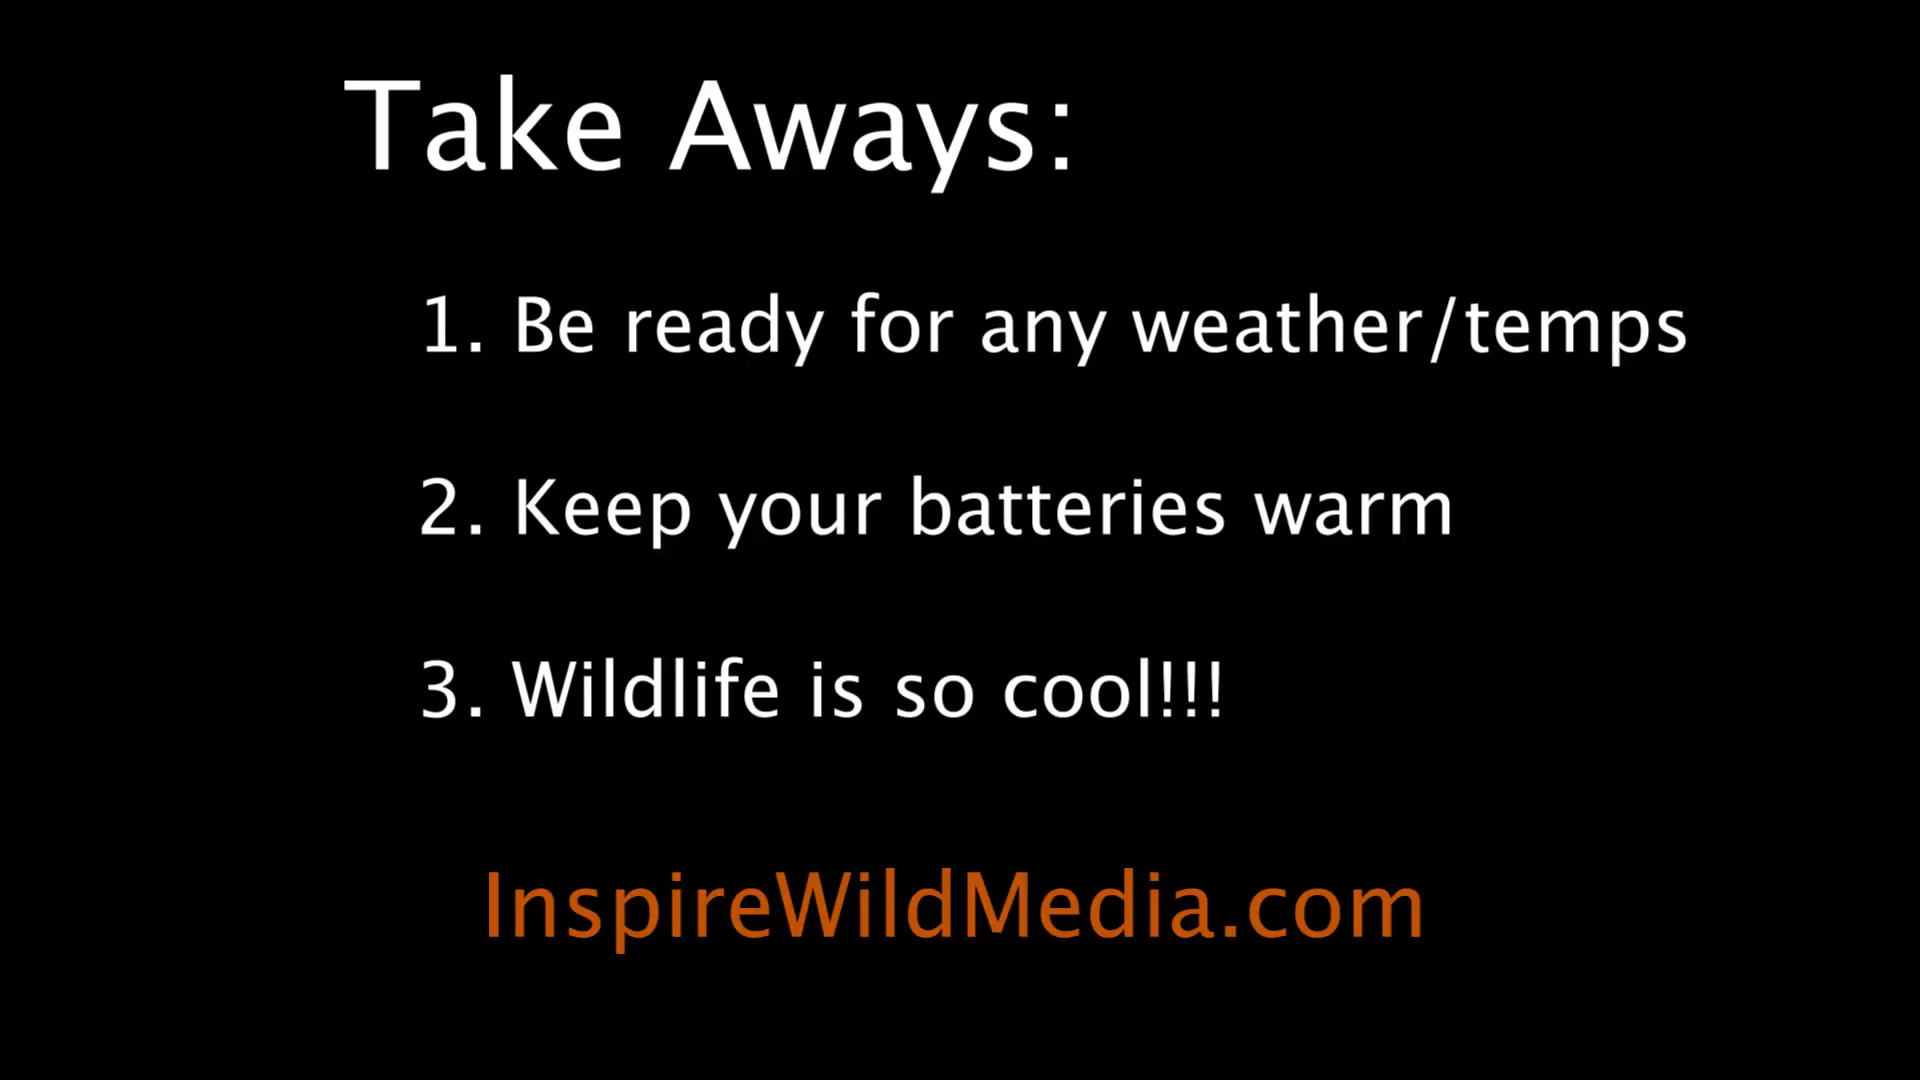 Take Aways:
1. Be ready for any weather/temps
2. Keep your batteries warm
3. Wildlife is so cool!!!
InspireWildMedia.com